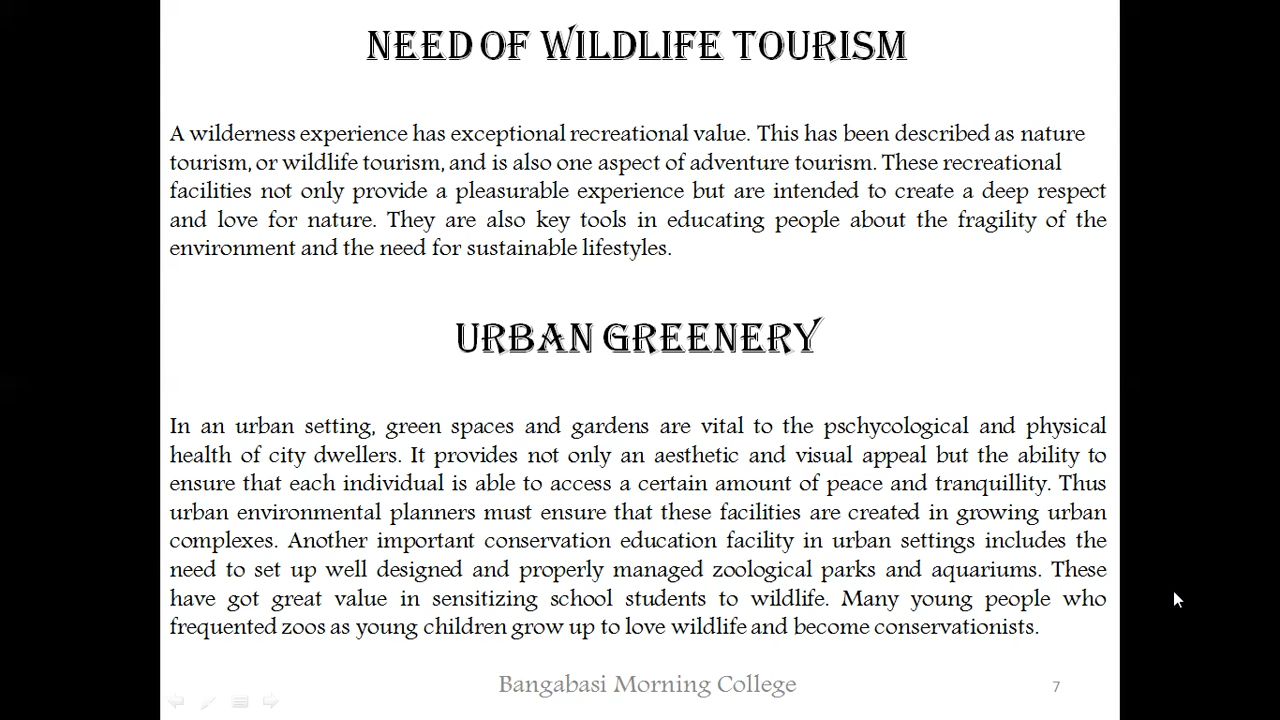 NEED OF WILDLIFE TOURISM
A wilderness experience has exceptional recreational value. This has been described as nature
tourism, or wildlife tourism, and is also one aspect of adventure tourism. These recreational
facilities not only provide a pleasurable experience but are intended to create a deep respect
and love for nature. They are also key tools in educating people about the fragility of the
environment and the need for sustainable lifestyles.
URBAN GREENERY
In an urban setting, green spaces and gardens are vital to the pschycological and physical
health of city dwellers. It provides not only an aesthetic and visual appeal but the ability to
ensure that each individual is able to access a certain amount of peace and tranquillity. Thus
urban environmental planners must ensure that these facilities are created in growing urban
complexes. Another important conservation education facility in urban settings includes the
need to set up well designed and properly managed zoological parks and aquariums. These
have got great value in sensitizing school students to wildlife. Many young people who
frequented zoos as young children grow up to love wildlife and become conservationists.
Bangabasi Morning College
7